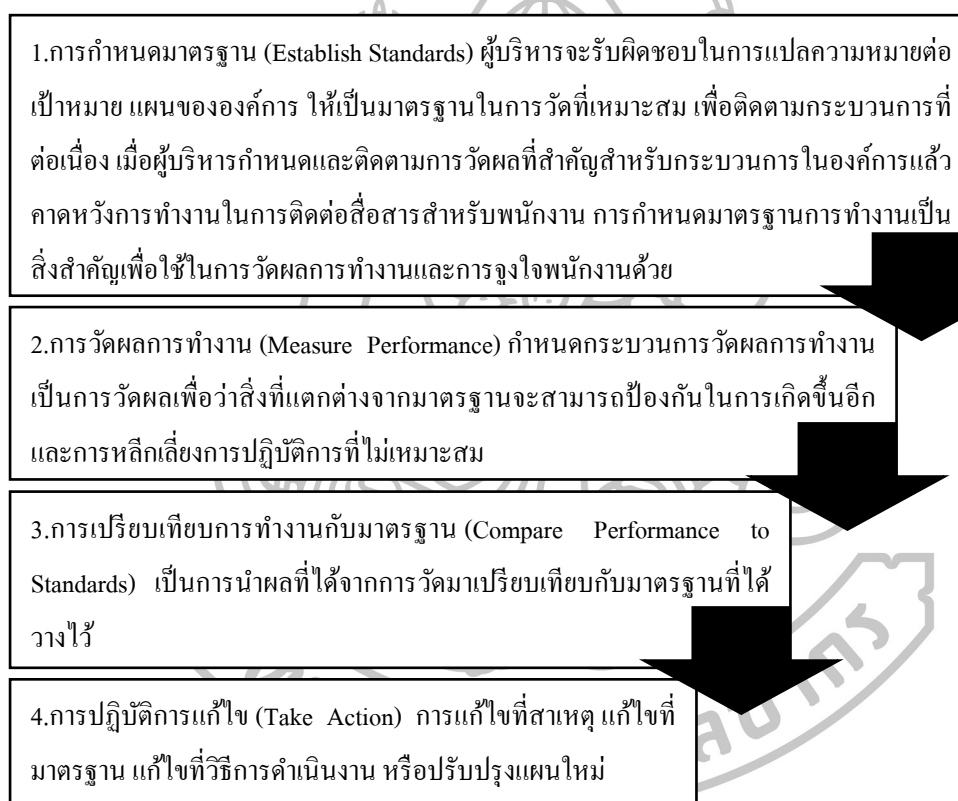 1.การกำหนดมาตรฐาน (Establish Standards) ผู้บริหารจะรับผิดชอบในการแปลความหมายต่อ
เป้าหมาย แผนขององค์การ ให้เป็นมาตรฐานในการวัดที่เหมาะสม เพื่อติดตามกระบวนการที่
ต่อเนื่อง เมื่อผู้บริหารกำหนดและติดตามการวัดผลที่สำคัญสำหรับกระบวนการในองค์การแล้ว
คาดหวังการทำงานในการติดต่อสื่อสารสำหรับพนักงาน การกำหนดมาตรฐานการทำงานเป็น
สิ่งสำคัญเพื่อใช้ในการวัดผลการทำงานและการจูงใจพนักงานด้วย
2.การวัดผลการทำงาน (Measure Performance) กำหนดกระบวนการวัดผลการทำงาน
เป็นการวัดผลเพื่อว่าสิ่งที่แตกต่างจากมาตรฐานจะสามารถป้องกันในการเกิดขึ้นอีก
และการหลีกเลี่ยงการปฏิบัติการที่ไม่เหมาะสม
3.การเปรียบเทียบการทำงานกับมาตรฐาน (Compare Performance to
Standards) เป็นการนำผลที่ได้จากการวัดมาเปรียบเทียบกับมาตรฐานที่ได้
วางไว้
4.การปฏิบัติการแก้ไข (Take Action) การแก้ไขที่สาเหตุ แก้ไขที่
มาตรฐาน แก้ไขที่วิธีการดำเนินงาน หรือปรับปรุงแผนใหม่